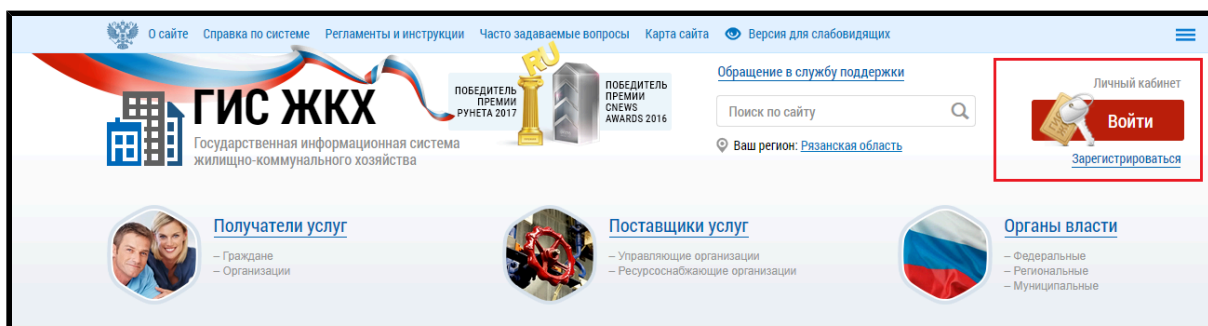 О сайте Справка по системе Регламенты и инструкции Часто задаваемые вопросы Карта сайта Версия для слабовидящих
ГИС ЖКХ
Государственная информационная система
жилищно-коммунального хозяйства
ПОБЕДИТЕЛЬ
ПРЕМИИ
РУНЕТА 2017
RU
ПОБЕДИТЕЛЬ
ПРЕМИИ
CNEWS
AWARDS 2016
Обращение в службу поддержки
Поиск по сайту
Ваш регион: Рязанская область
Личный кабинет
ГИС ЖКХ
Войти
Зарегистрироваться
Получатели услуг
– Граждане
– Организации
Поставщики услуг
– Управляющие организации
– Ресурсоснабжающие организации
Органы власти
– Федеральные
– Региональные
– Муниципальные